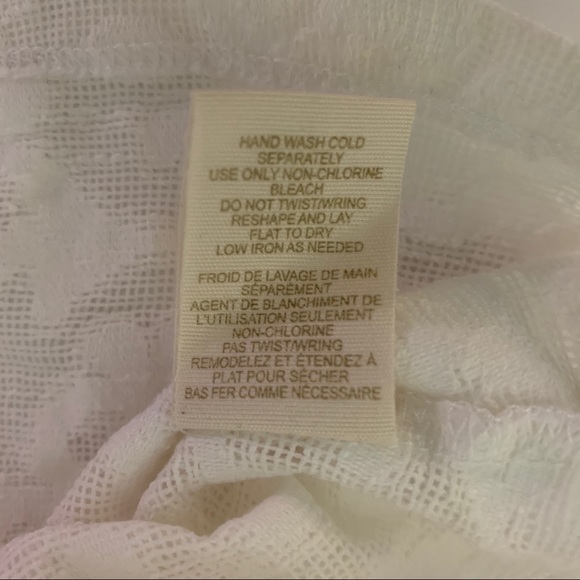 HAND WASH COLD
SEPARATELY
USE ONLY NON-CHLORINE
BLEACH
DO NOT TWIST/WRING
RESHAPE AND LAY
FLAT TO DRY
LOW IRON AS NEEDED
FROID DE LAVAGE DE MAIN
SÉPARÉMENT
AGENT DE BLANCHIMENT DE
L'UTILISATION SEULEMENT
NON-CHLORINE
PAS TWIST/WRING
REMODELEZ ET ÉTENDEZ À
PLAT POUR SÉCHER
BAS FER COMME NÉCESSAIRE